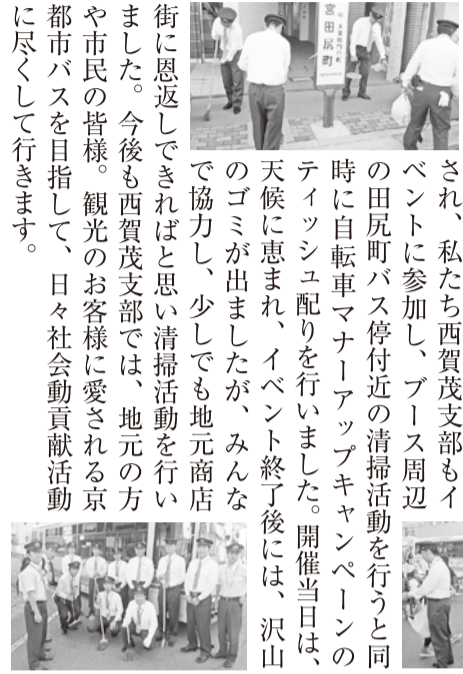 宮田尻町
され、私たち西賀茂支部もイ
ベントに参加し、ブース周辺
の田尻町バス停付近の清掃活動を行うと同
時に自転車マナーアップキャンペーンの
ティッシュ配りを行いました。開催当日は、
天候に恵まれ、イベント終了後には、沢山
のゴミが出ましたが、みんな
で協力し、少しでも地元商店
街に恩返しできればと思い清掃活動を行い
ました。今後も西賀茂支部では、地元の方
や市民の皆様。観光のお客様に愛される京
都市バスを目指して、日々社会動貢献活動
に尽くして行きます。